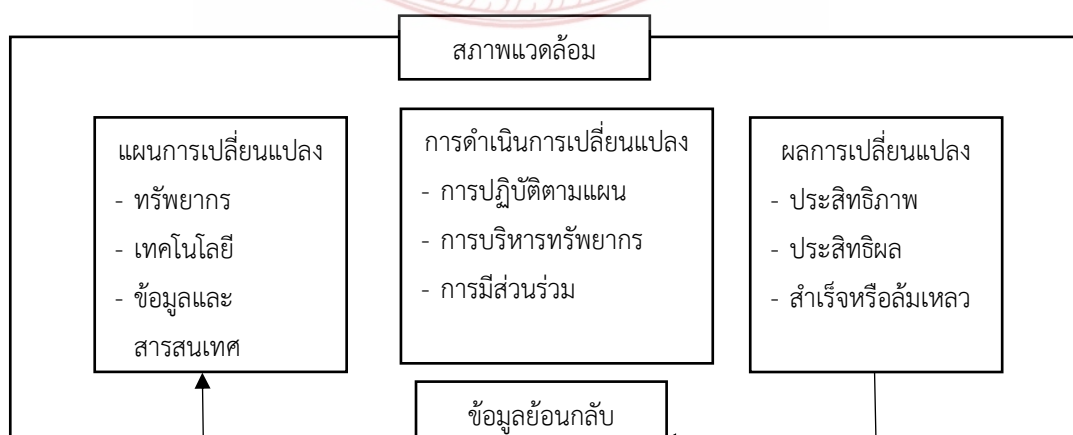 สภาพแวดล้อม
แผนการเปลี่ยนแปลง
- ทรัพยากร
- เทคโนโลยี
- ข้อมูลและ
สารสนเทศ
การดำเนินการเปลี่ยนแปลง
- การปฏิบัติตามแผน
- การบริหารทรัพยากร
- การมีส่วนร่วม
ผลการเปลี่ยนแปลง
- ประสิทธิภาพ
- ประสิทธิผล
- สำเร็จหรือล้มเหลว
ข้อมูลย้อนกลับ